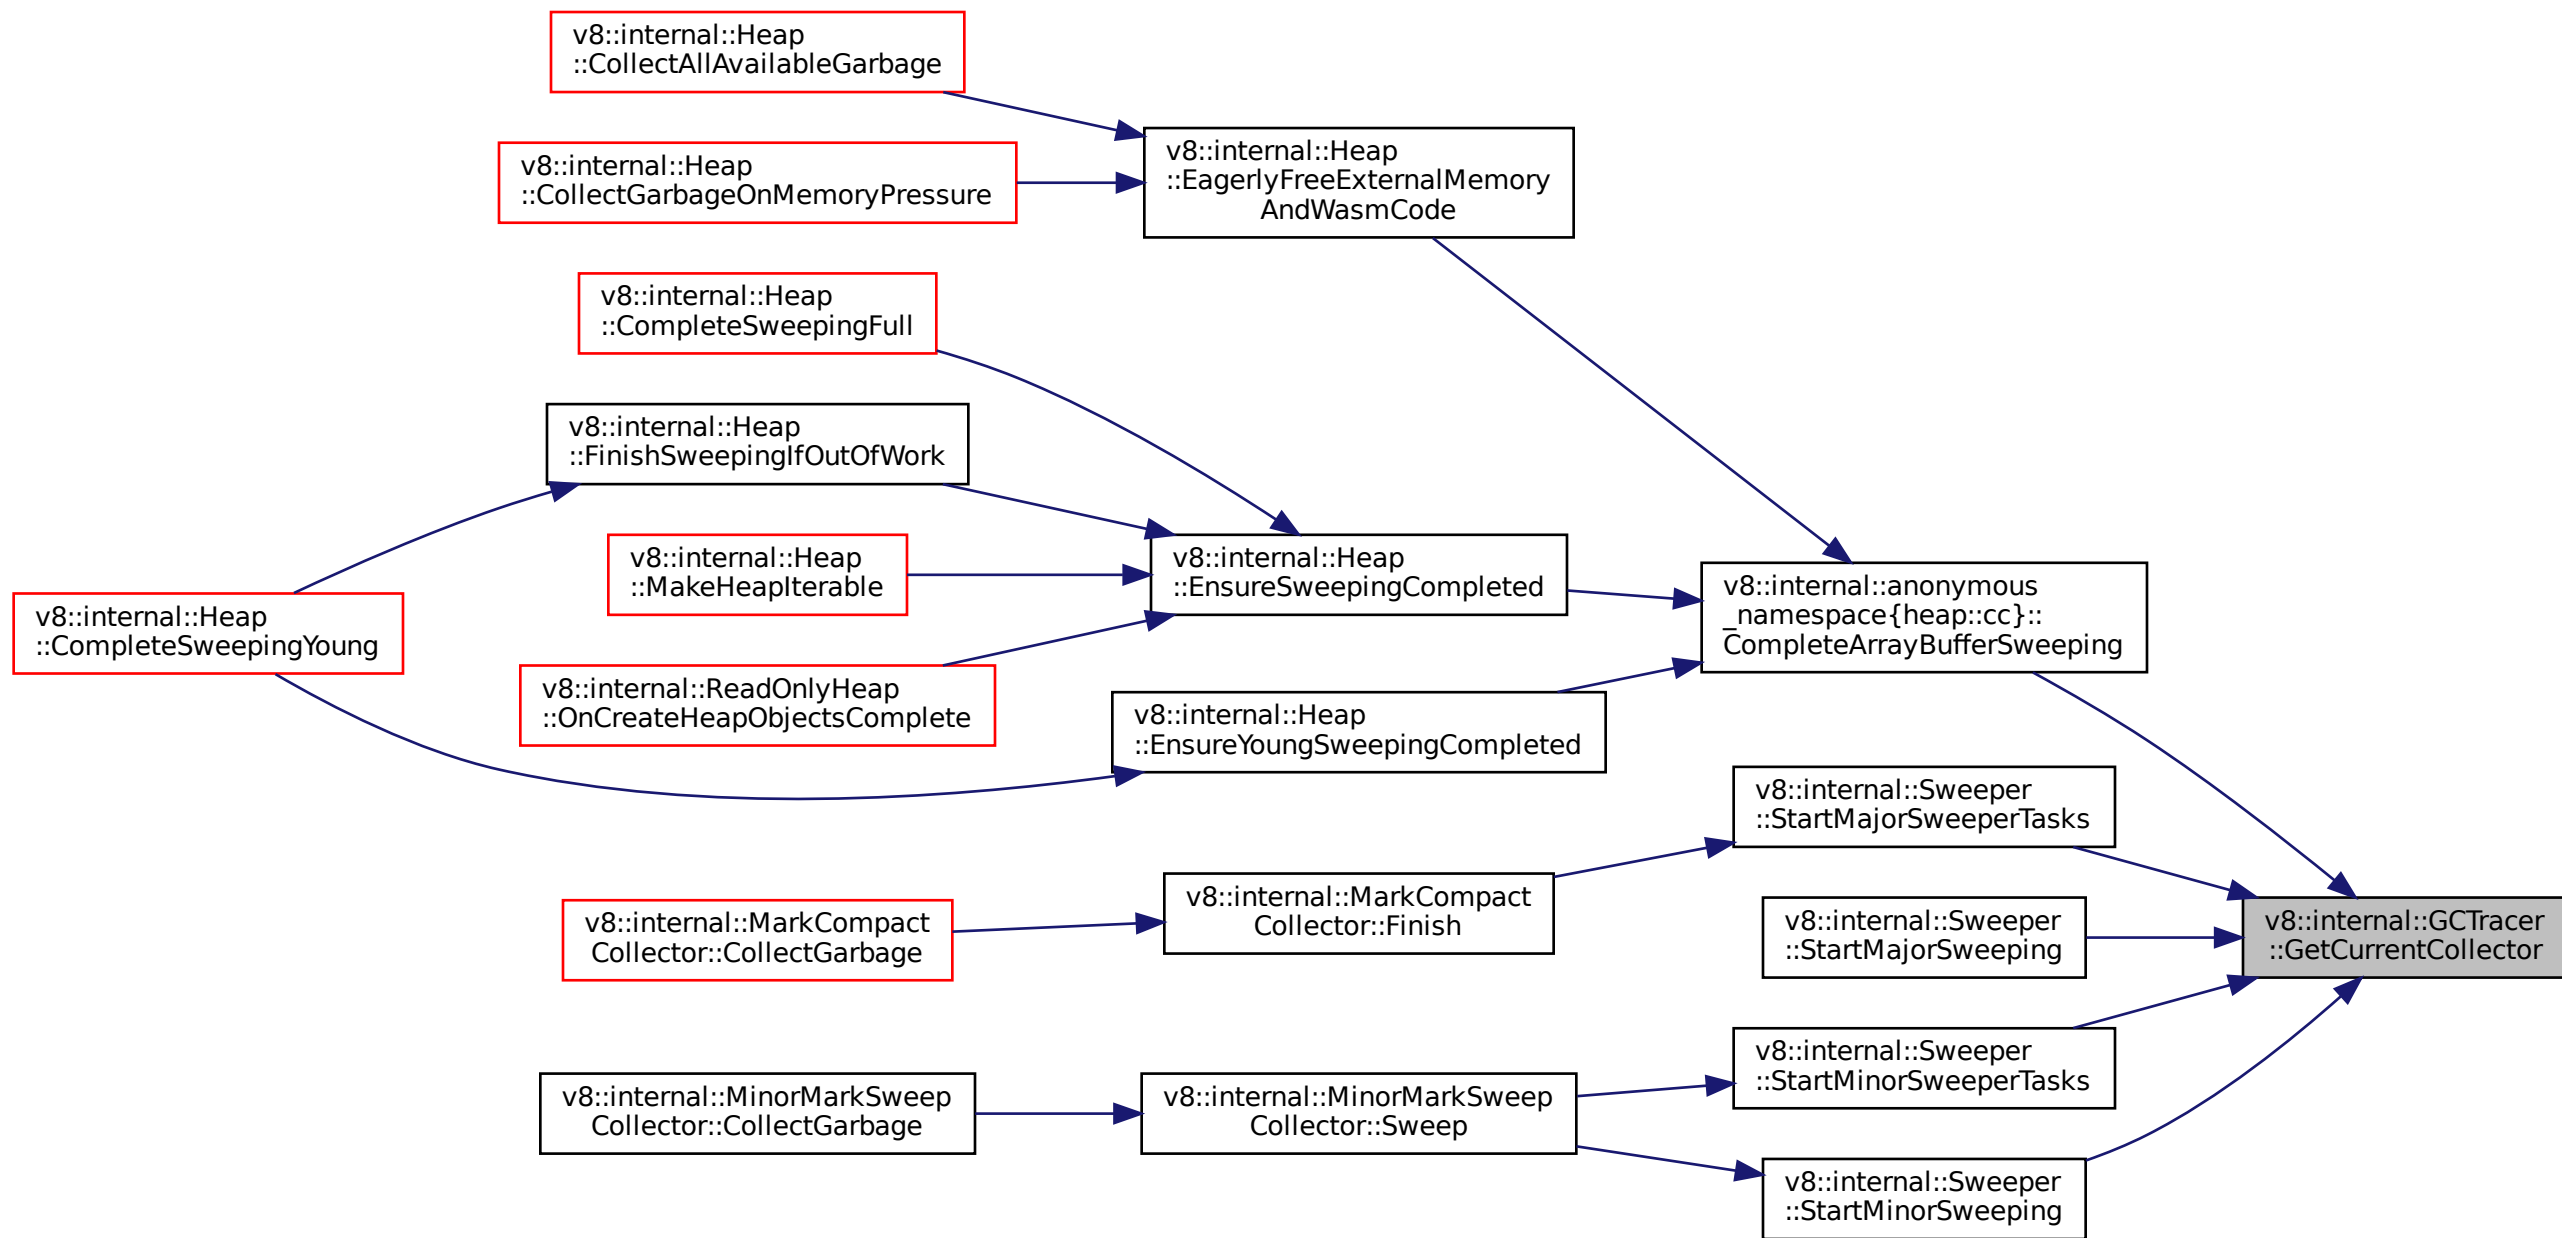 v8::internal::Heap
::CollectAllAvailableGarbage
v8::internal::Heap
::CollectGarbageOnMemoryPressure
v8::internal::Heap
::EagerlyFreeExternalMemory
AndWasmCode
v8::internal::Heap
::CompleteSweepingFull
v8::internal::Heap
::FinishSweepingIfOutOfWork
v8::internal::Heap
::MakeHeapIterable
v8::internal::Heap
::EnsureSweepingCompleted
v8::internal::anonymous
_namespace{heap::cc}::
CompleteArrayBufferSweeping
v8::internal::Heap
::CompleteSweepingYoung
v8::internal::ReadOnlyHeap
::OnCreateHeapObjectsComplete
v8::internal::Heap
::EnsureYoungSweepingCompleted
v8::internal::Sweeper
::StartMajorSweeperTasks
v8::internal::MarkCompact
Collector::CollectGarbage
v8::internal::MarkCompact
Collector::Finish
v8::internal::Sweeper
::StartMajorSweeping
v8::internal::GCTracer
::GetCurrentCollector
v8::internal::Sweeper
::StartMinorSweeperTasks
v8::internal::MinorMarkSweep
Collector::CollectGarbage
v8::internal::MinorMarkSweep
Collector::Sweep
v8::internal::Sweeper
::StartMinorSweeping